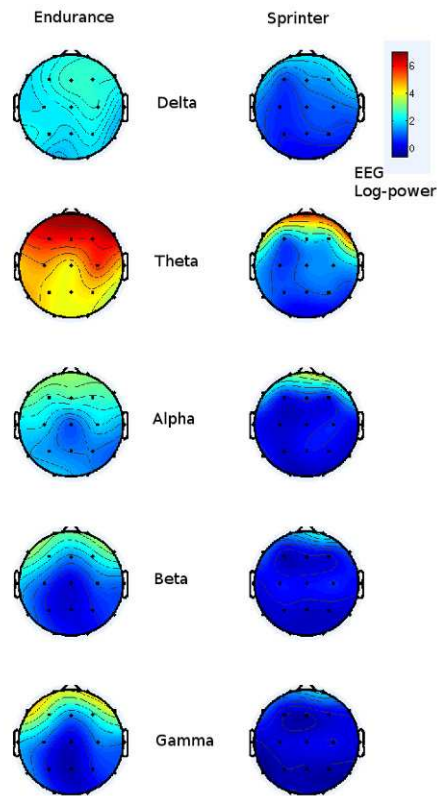 Endurance
Sprinter
6
4
2
0
EEG
Log-power
Delta
Theta
Alpha
Beta
Gamma